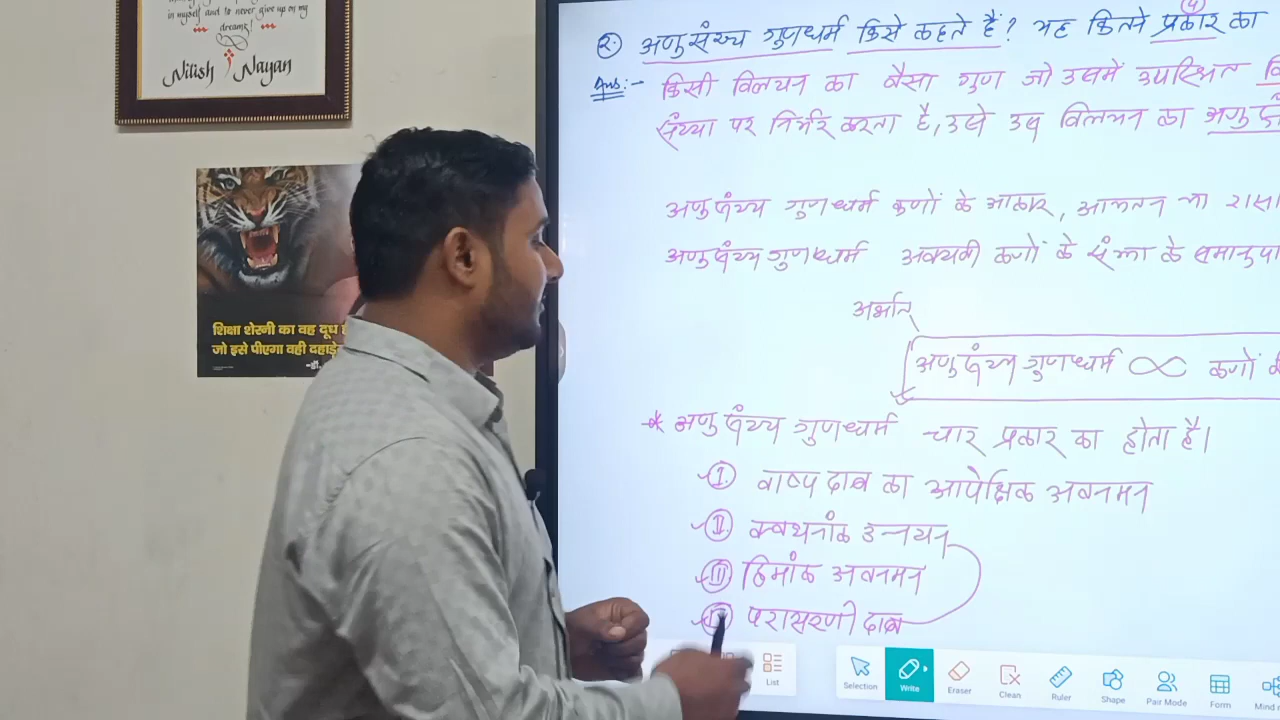 in myself and to never give up on my
dreams!
Nitish Nayan
शिक्षा शेरनी का वह दूध
जो इसे पीएगा वही दहाड़े
-डॉ.
(4)
2. अणुसंख्य गुणधर्म किसे कहते हैं? यह कितने प्रकार का
Ans:- किसी विलयन का वैसा गुण जो उसमें उपस्थित
संख्या पर निर्भर करता है, उसे उस विलयन का
अणुसंख्य गुणधर्म कणों के आकार, आयतन या रासा
अणुसंख्य गुणधर्म अवयवी कणों के संख्या के समानुपा
अर्थात्
अणुसंख्य गुणधर्म ∝ कणों
* अणुसंख्य गुणधर्म चार प्रकार का होता है।
I वाष्प दाब का आपेक्षिक अवनमन
II क्वथनांक उन्नयन
III हिमांक अवनमन
परासरणी दाब
List
Selection
Write
Eraser
Clean
Ruler
Shape
Pair Mode
Form
Mind